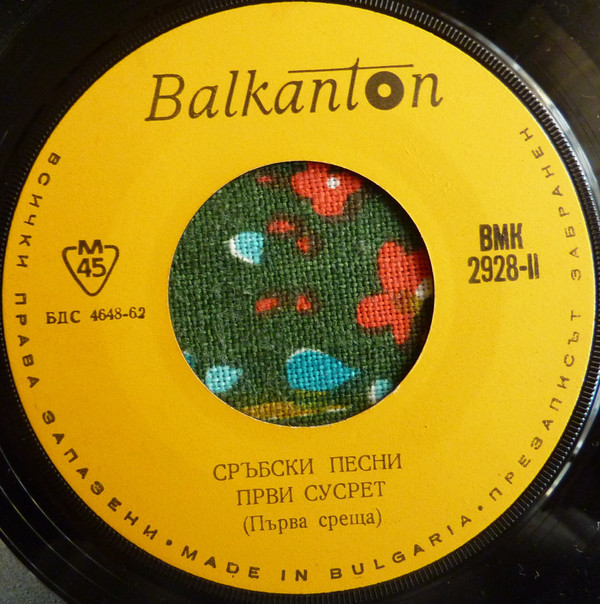 Balkanton
M
45
БДС 4648-62
ВМК
2928-II
СРЪБСКИ ПЕСНИ
ПРВИ СУСРЕТ
(Първа среща)
ВСИЧКИ ПРАВА ЗАПАЗЕНИ • MADE IN BULGARIA • ПРЕЗАПИСЪТ ЗАБРАНЕН